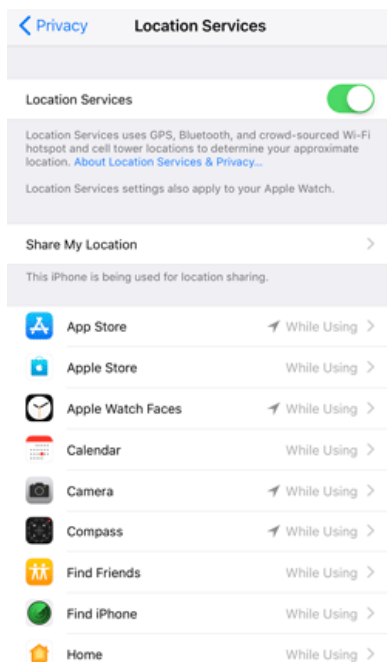 Privacy Location Services
Location Services
Location Services uses GPS, Bluetooth, and crowd-sourced Wi-Fi
hotspot and cell tower locations to determine your approximate
location. About Location Services & Privacy...
Location Services settings also apply to your Apple Watch.
Share My Location
This iPhone is being used for location sharing.
App Store While Using
Apple Store While Using
Apple Watch Faces While Using
Calendar While Using
Camera While Using
Compass While Using
Find Friends While Using
Find iPhone While Using
Home While Using